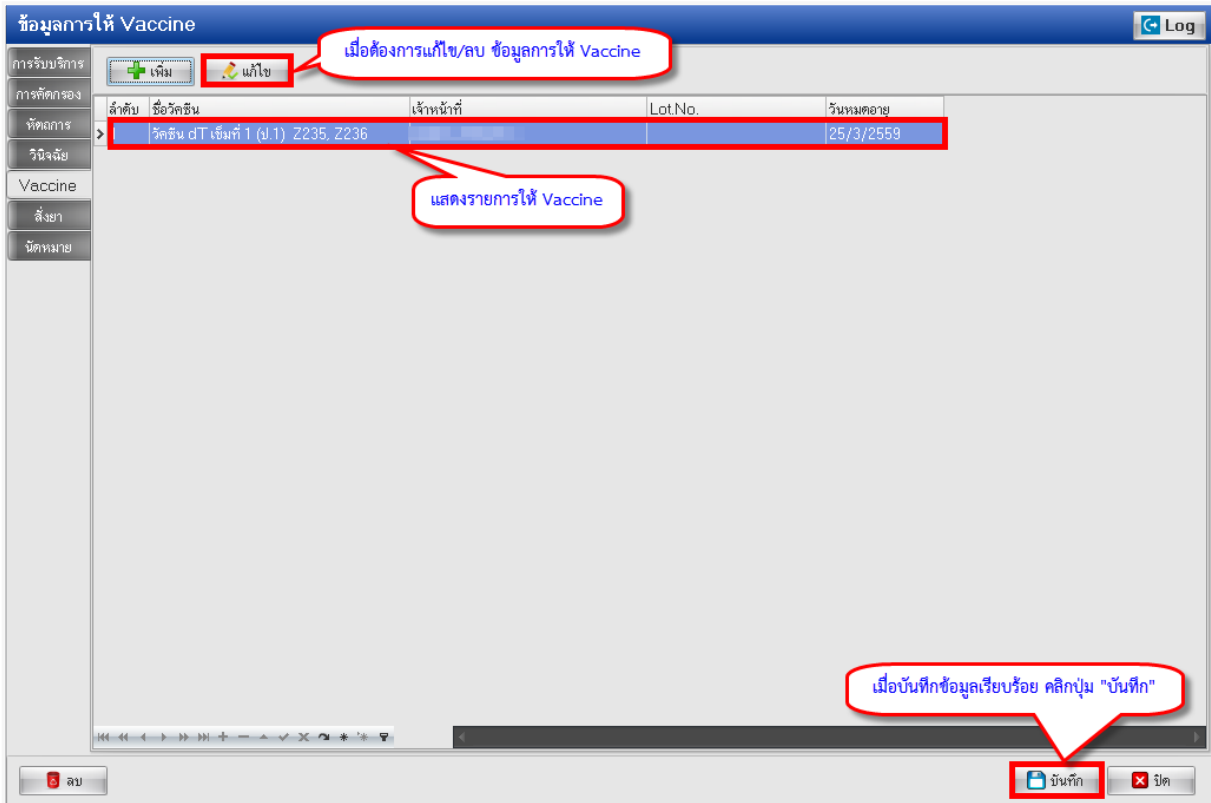 ข้อมูลการให้ Vaccine
Log
การรับบริการ
การคัดกรอง
หัตถการ
วินิจฉัย
Vaccine
สั่งยา
นัดหมาย
เพิ่ม
แก้ไข
เมื่อต้องการแก้ไข/ลบ ข้อมูลการให้ Vaccine
ลำดับ ชื่อวัคซีน เจ้าหน้าที่ Lot.No. วันหมดอายุ
วัคซีน dT เข็มที่ 1 (ป.1) Z235, Z236 25/3/2559
แสดงรายการให้ Vaccine
เมื่อบันทึกข้อมูลเรียบร้อย คลิกปุ่ม "บันทึก"
ลบ
บันทึก
ปิด